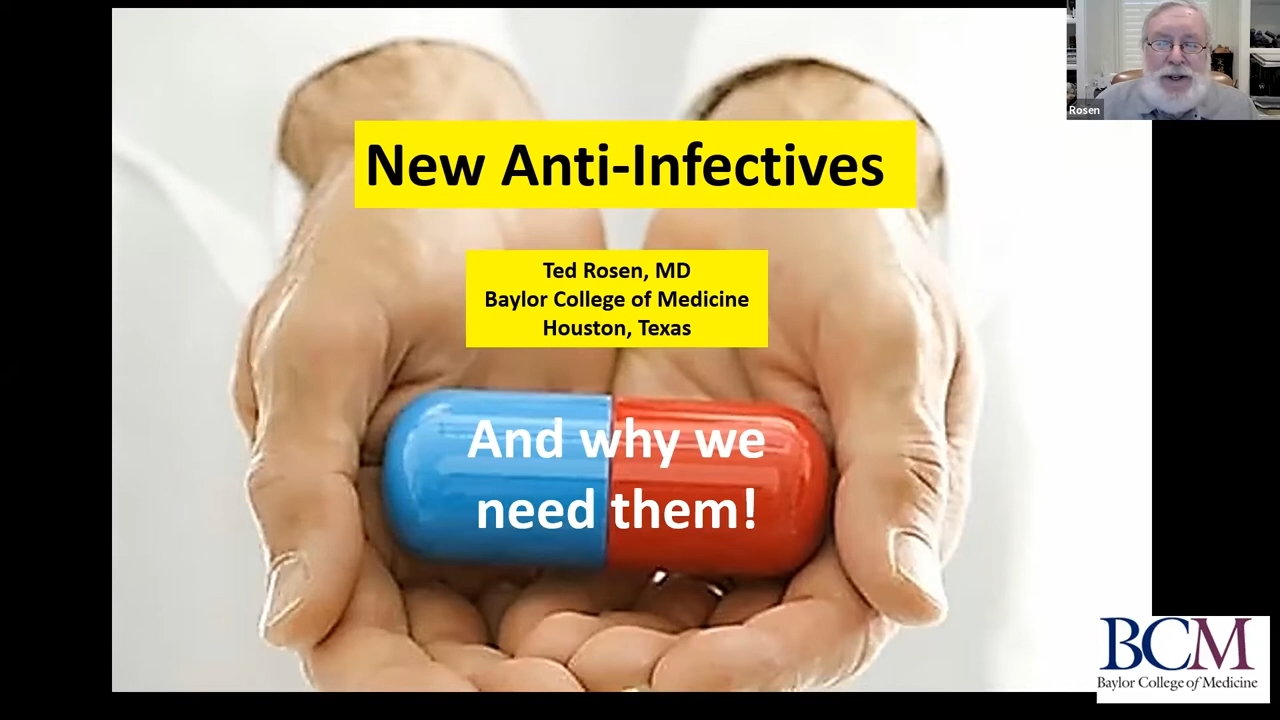 Rosen
New Anti-Infectives
Ted Rosen, MD
Baylor College of Medicine
Houston, Texas
And why we
need them!
BCM
Baylor College of Medicine